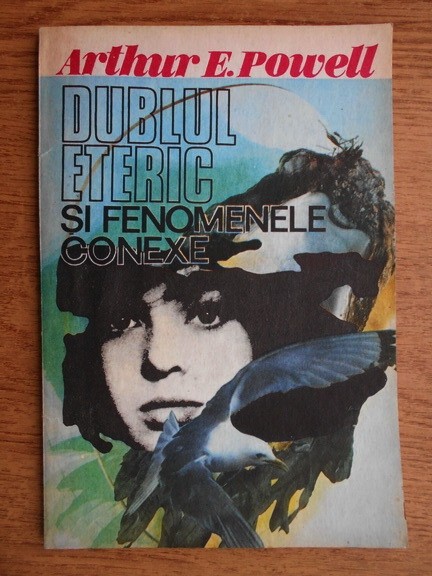 Arthur E. Powell
DUBLUL
ETERIC
SI FENOMENELE
CONEXE